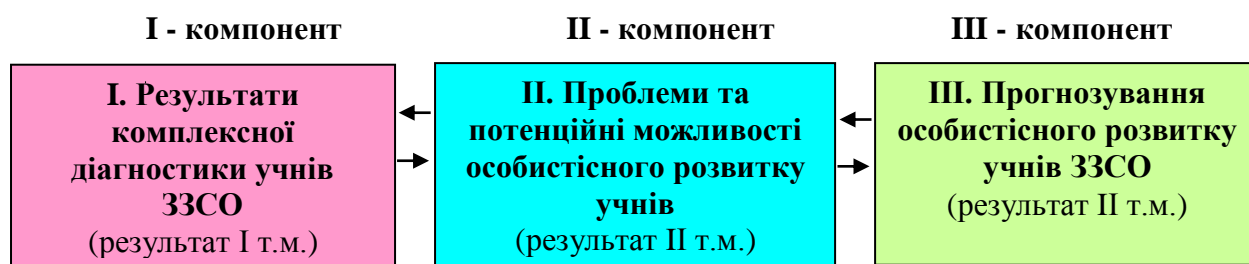 I - компонент
II - компонент
III - компонент
I. Результати
комплексної
діагностики учнів
ЗЗСО
(результат I т.м.)
II. Проблеми та
потенційні можливості
особистісного розвитку
учнів
(результат II т.м.)
III. Прогнозування
особистісного розвитку
учнів ЗЗСО
(результат II т.м.)